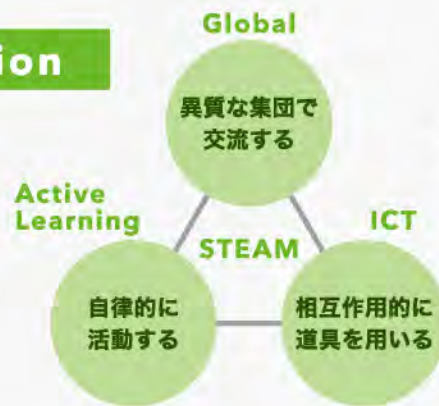 Global
異質な集団で
交流する
Active
Learning
STEAM
ICT
自律的に
活動する
相互作用的に
道具を用いる